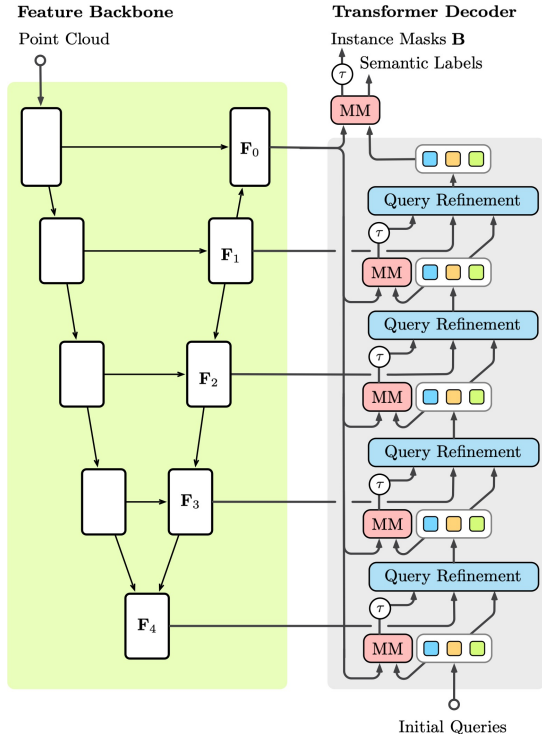 Feature Backbone
Transformer Decoder
Point Cloud
Instance Masks B
Semantic Labels
τ
MM
F₀
Query Refinement
τ
F₁
MM
Query Refinement
τ
F₂
MM
Query Refinement
τ
F₃
MM
Query Refinement
τ
F₄
MM
Initial Queries